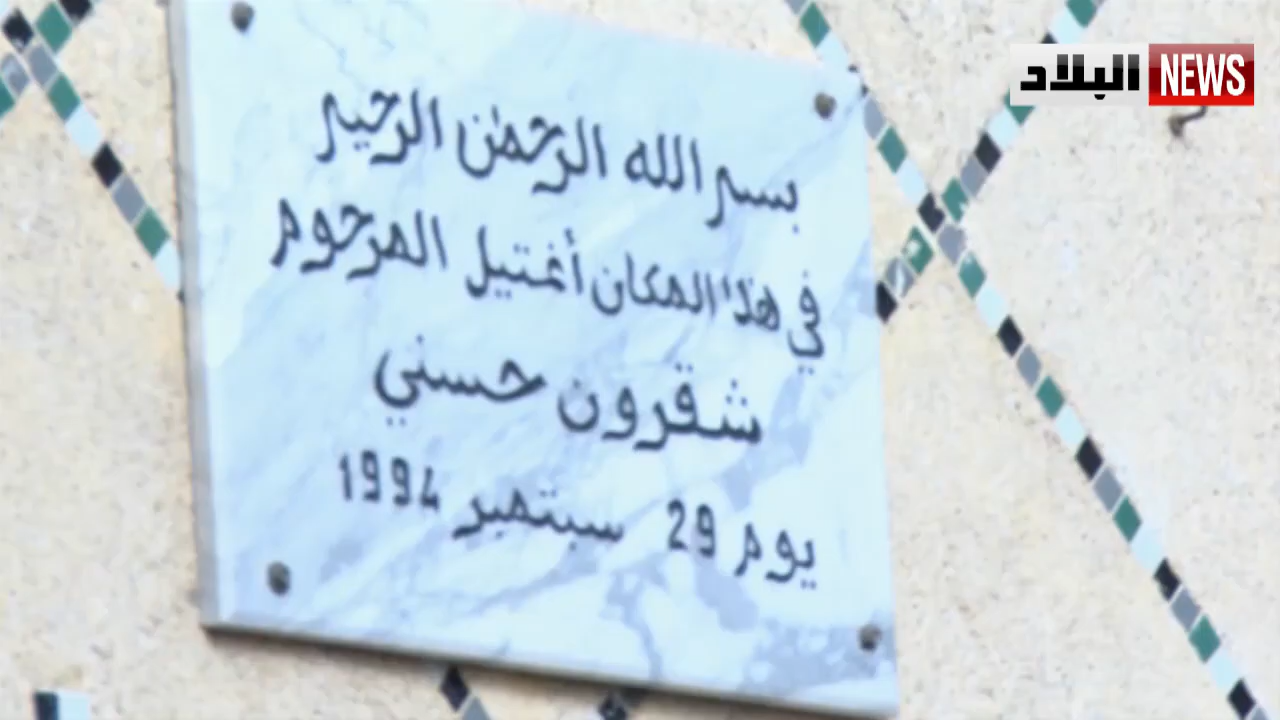 البلاد NEWS
بسم الله الرحمن الرحيم
في هذا المكان أغتيل المرحوم
شقرون حسني
يوم 29 سبتمبر 1994